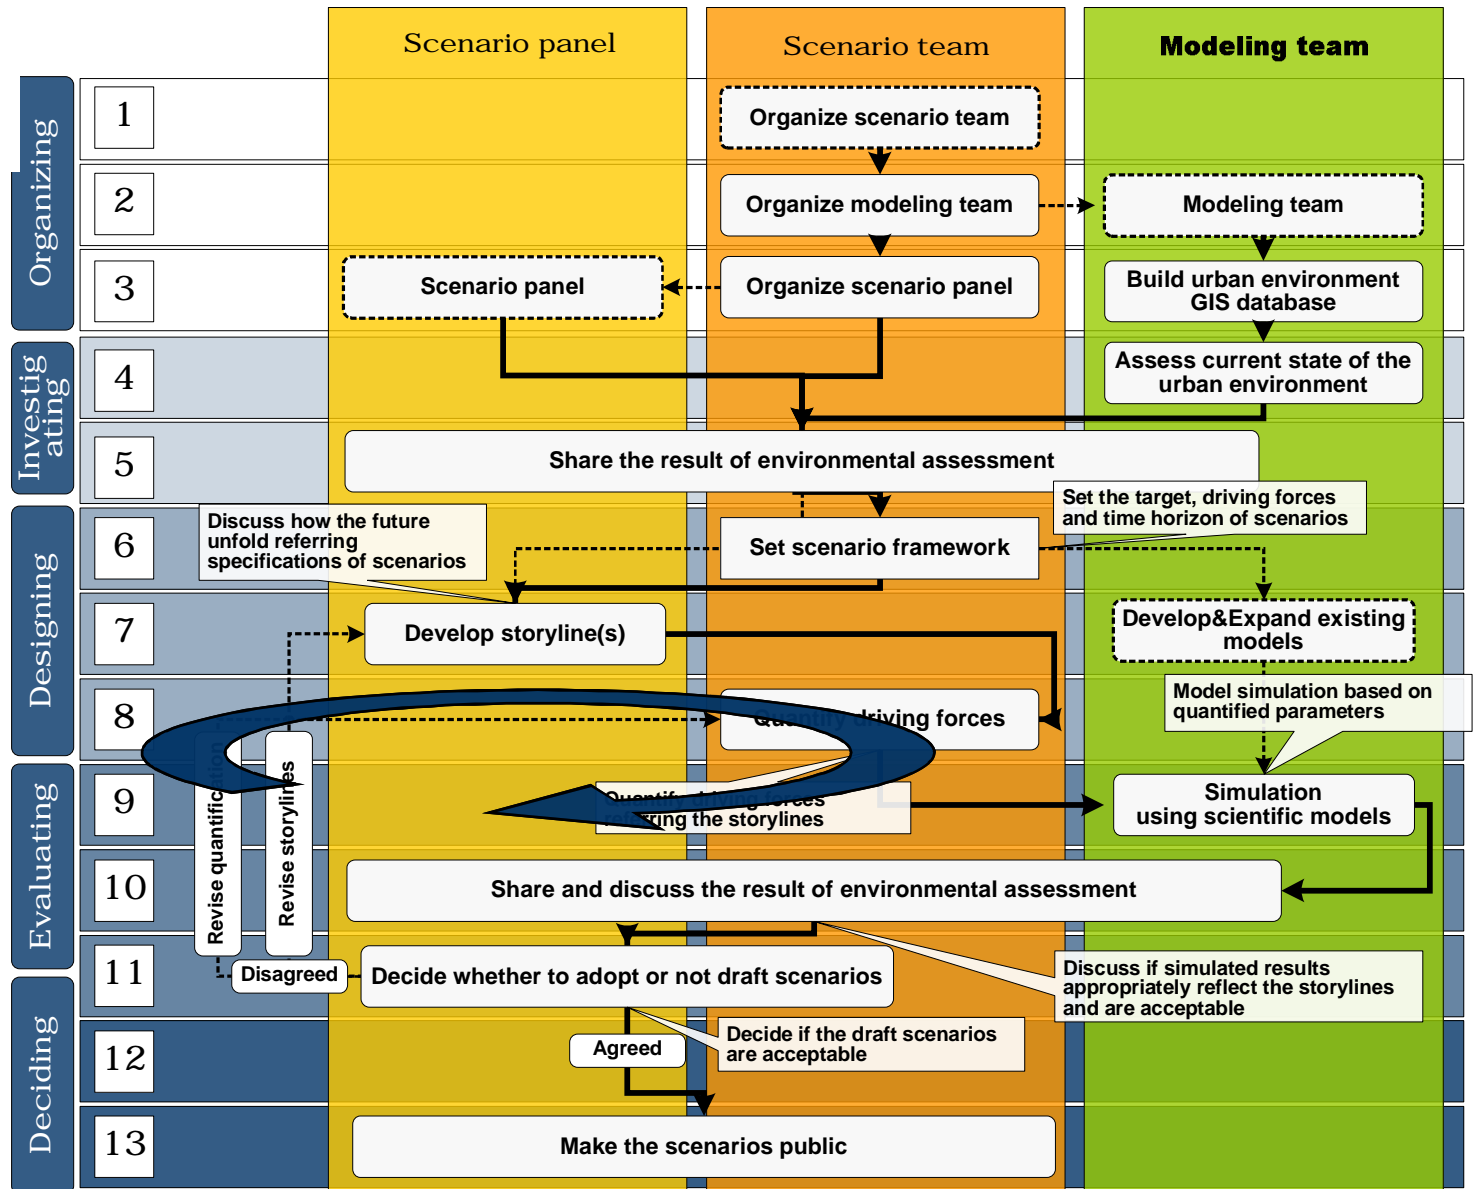 Scenario panel
Scenario team
Modeling team
Organizing
1
Organize scenario team
2
Organize modeling team
Modeling team
3
Scenario panel
Organize scenario panel
Build urban environment
GIS database
Investig
ating
4
Assess current state of the
urban environment
5
Share the result of environmental assessment
Set the target, driving forces
and time horizon of scenarios
Designing
6
Discuss how the future
unfold referring
specifications of scenarios
Set scenario framework
7
Develop storyline(s)
Develop&Expand existing
models
8
Quantify driving forces
Model simulation based on
quantified parameters
Revise quantification
Revise storylines
Evaluating
9
Quantify driving forces
referring the storylines
Simulation
using scientific models
10
Share and discuss the result of environmental assessment
11
Disagreed
Decide whether to adopt or not draft scenarios
Discuss if simulated results
appropriately reflect the storylines
and are acceptable
Deciding
12
Agreed
Decide if the draft scenarios
are acceptable
13
Make the scenarios public